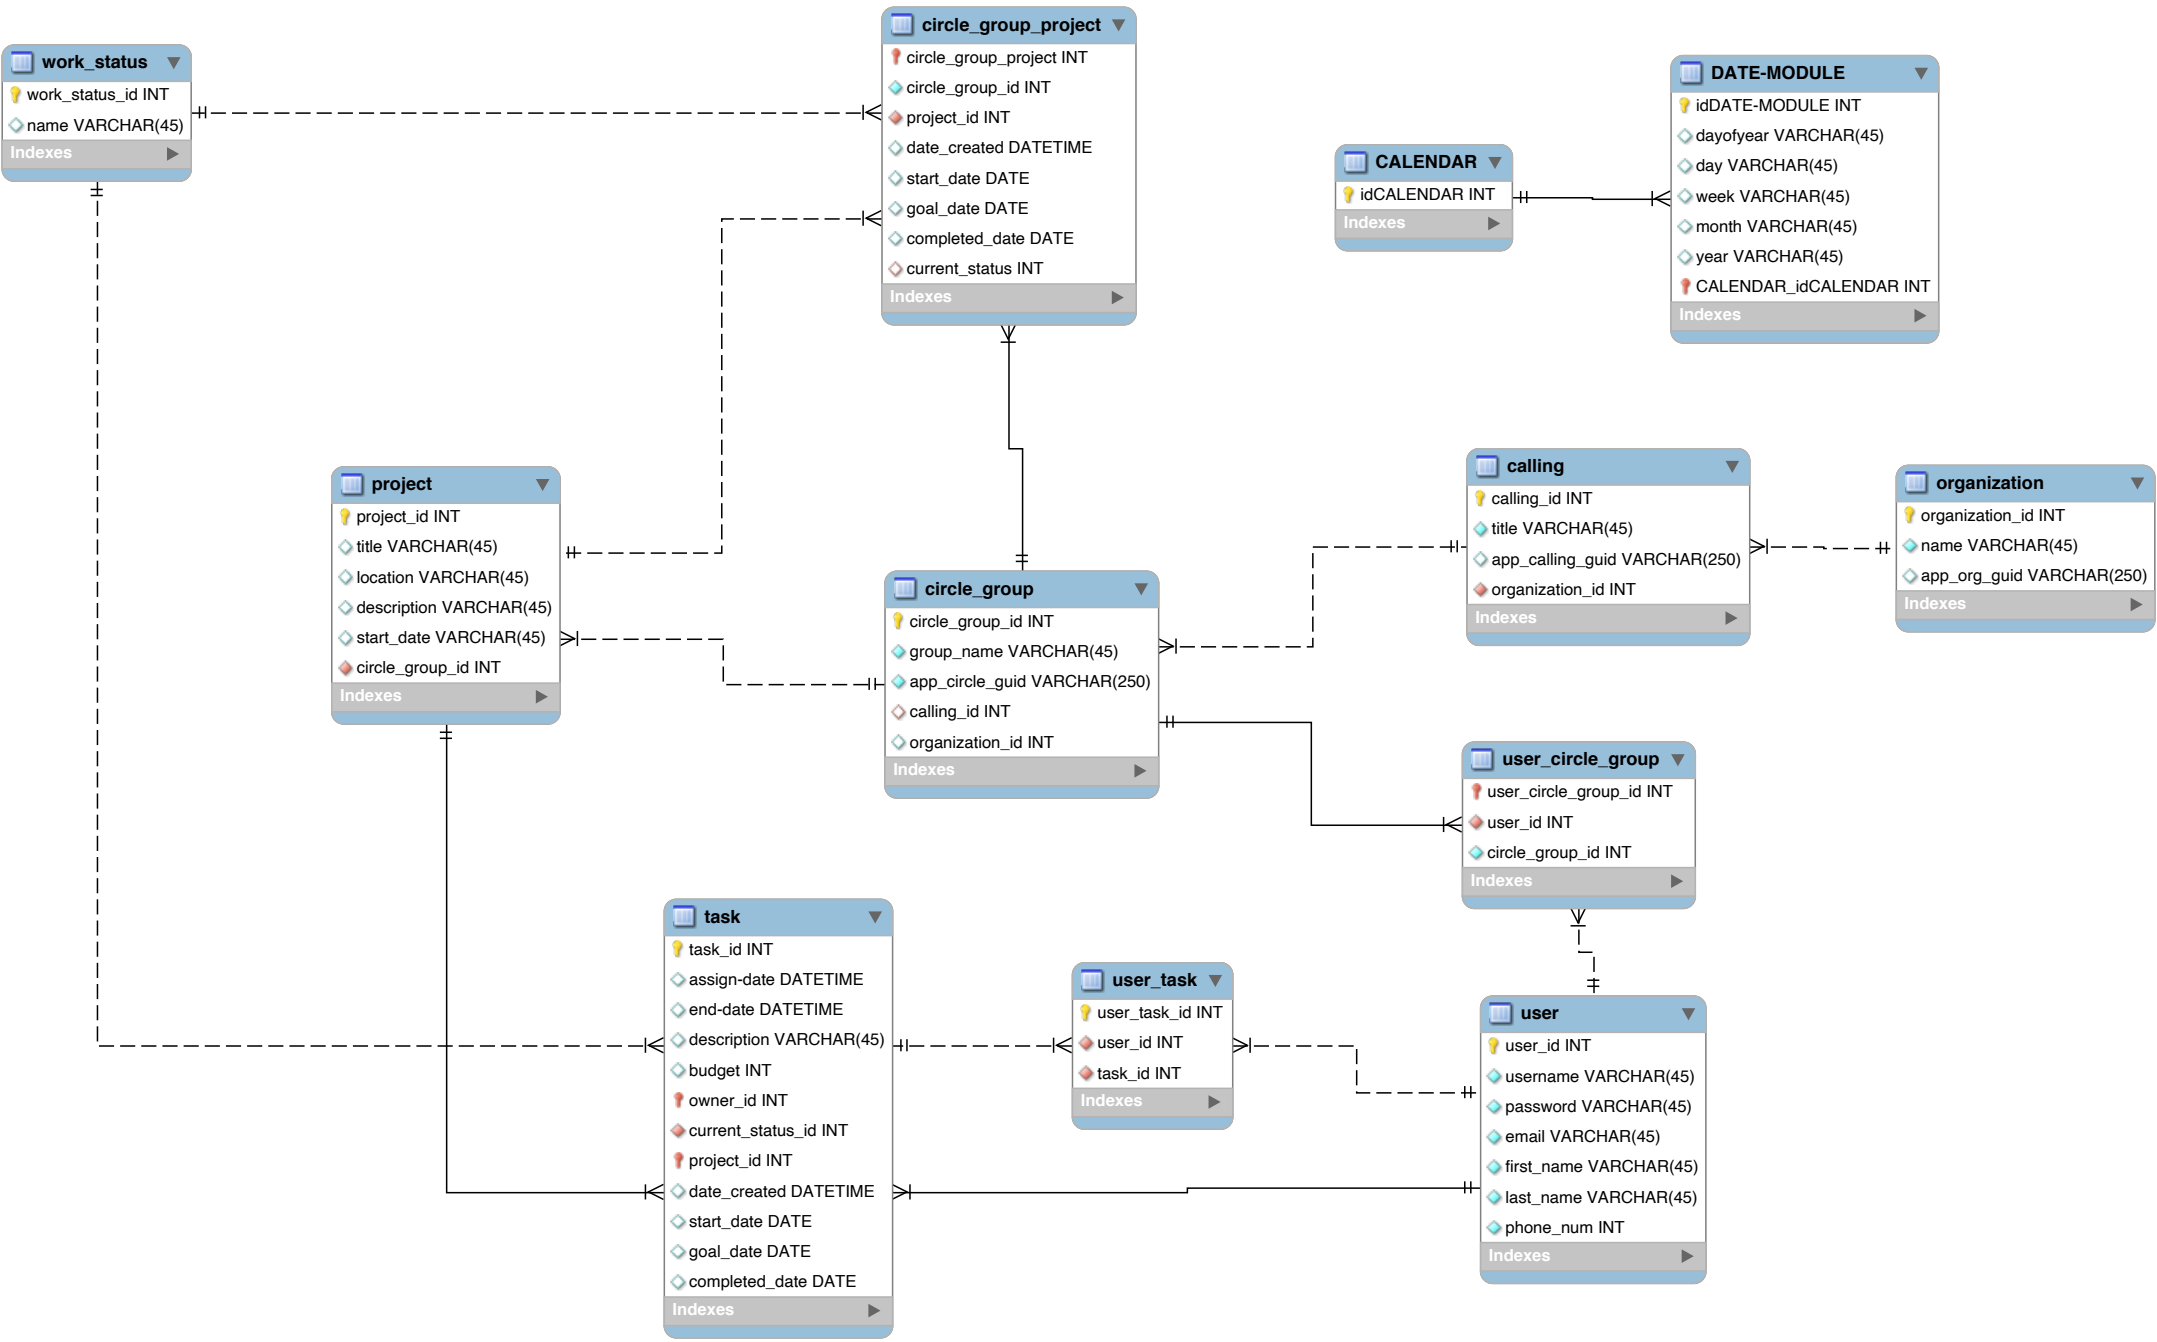 work_status
work_status_id INT
name VARCHAR(45)
Indexes
circle_group_project
circle_group_project INT
circle_group_id INT
project_id INT
date_created DATETIME
start_date DATE
goal_date DATE
completed_date DATE
current_status INT
Indexes
CALENDAR
idCALENDAR INT
Indexes
DATE-MODULE
idDATE-MODULE INT
dayofyear VARCHAR(45)
day VARCHAR(45)
week VARCHAR(45)
month VARCHAR(45)
year VARCHAR(45)
CALENDAR_idCALENDAR INT
Indexes
project
project_id INT
title VARCHAR(45)
location VARCHAR(45)
description VARCHAR(45)
start_date VARCHAR(45)
circle_group_id INT
Indexes
circle_group
circle_group_id INT
group_name VARCHAR(45)
app_circle_guid VARCHAR(250)
calling_id INT
organization_id INT
Indexes
calling
calling_id INT
title VARCHAR(45)
app_calling_guid VARCHAR(250)
organization_id INT
Indexes
organization
organization_id INT
name VARCHAR(45)
app_org_guid VARCHAR(250)
Indexes
user_circle_group
user_circle_group_id INT
user_id INT
circle_group_id INT
Indexes
task
task_id INT
assign-date DATETIME
end-date DATETIME
description VARCHAR(45)
budget INT
owner_id INT
current_status_id INT
project_id INT
date_created DATETIME
start_date DATE
goal_date DATE
completed_date DATE
Indexes
user_task
user_task_id INT
user_id INT
task_id INT
Indexes
user
user_id INT
username VARCHAR(45)
password VARCHAR(45)
email VARCHAR(45)
first_name VARCHAR(45)
last_name VARCHAR(45)
phone_num INT
Indexes